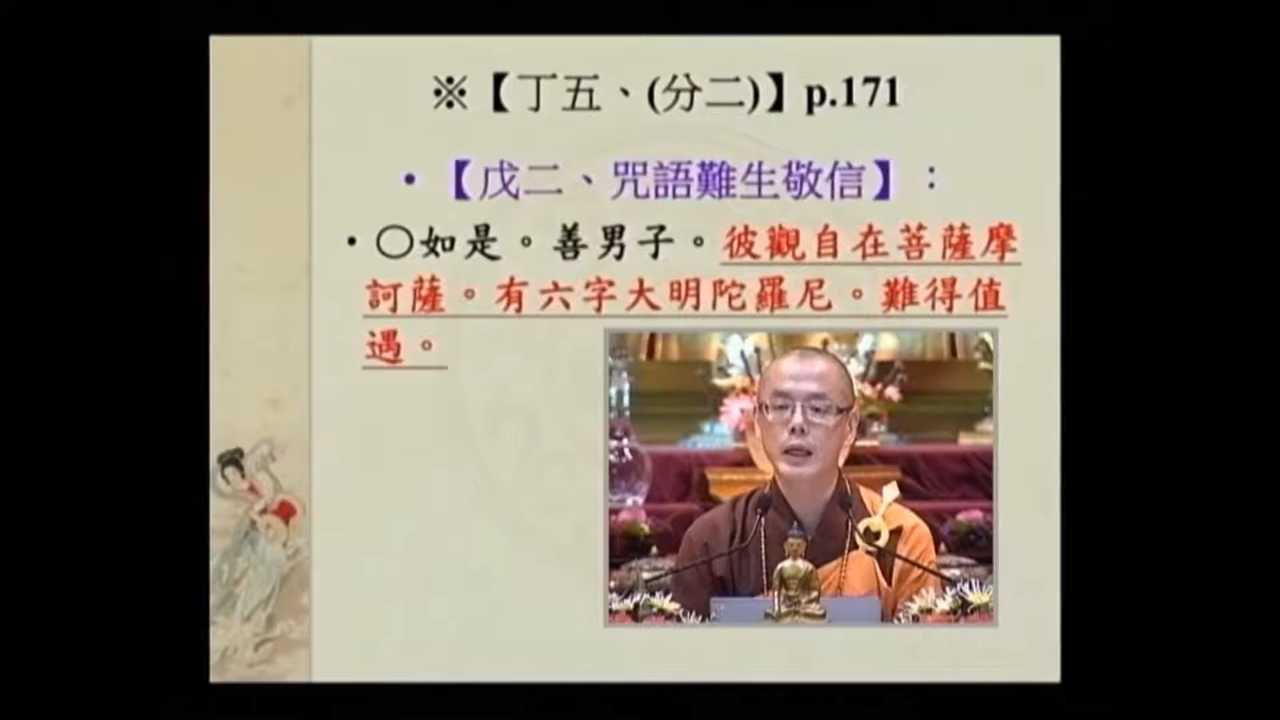 ※【丁五、(分二)】p.171
•【戊二、咒語難生敬信】：
•〇如是。善男子。彼觀自在菩薩摩
訶薩。有六字大明陀羅尼。難得值
遇。